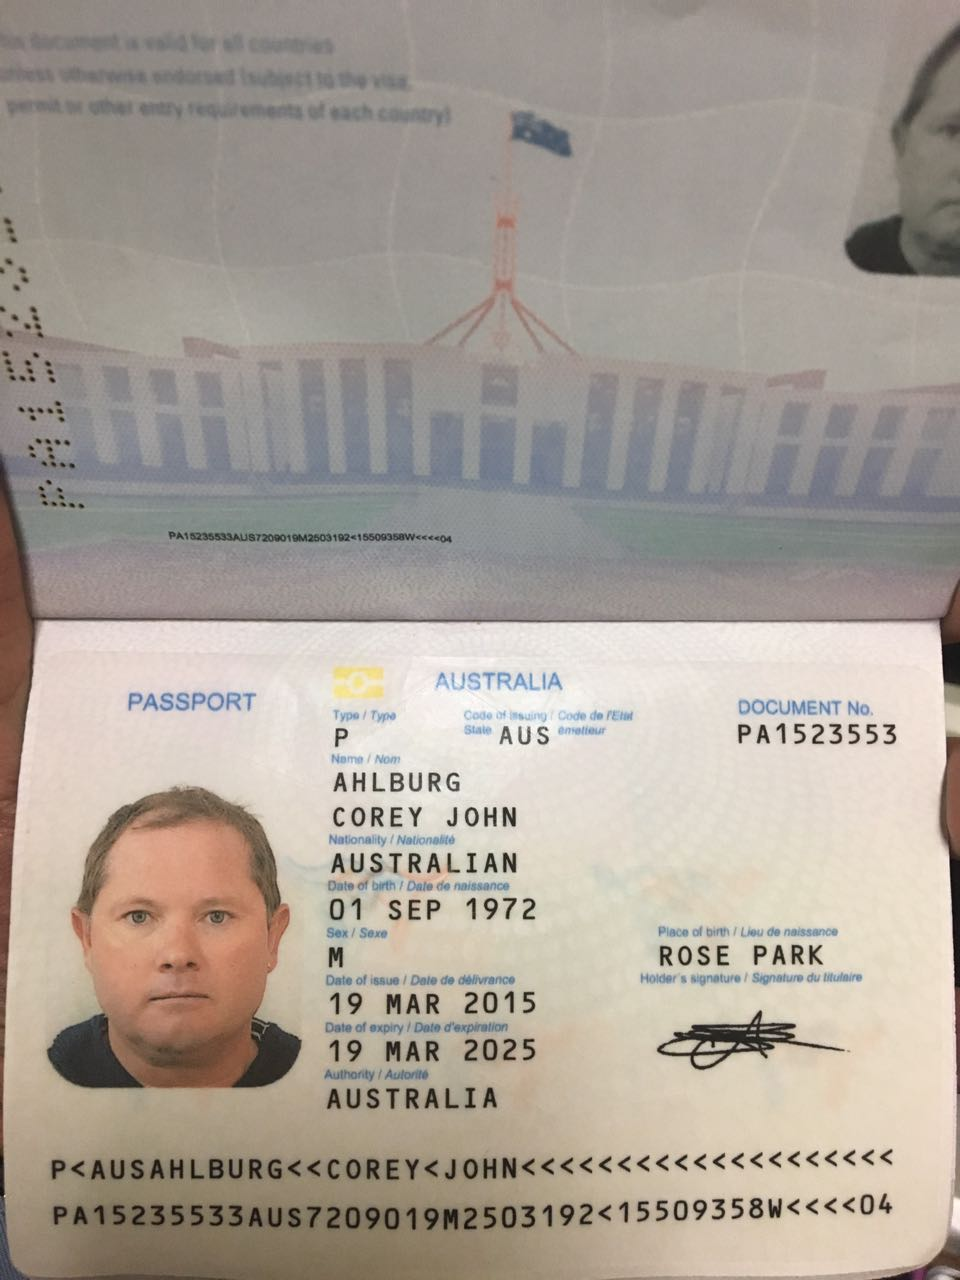 this document is valid for all countries
unless otherwise endorsed (subject to the visa,
permit or other entry requirements of each country)
PA15235533AUS7209019M2503192<15509358W<<<<04
PASSPORT
AUSTRALIA
DOCUMENT No.
Type / Type
Code of issuing / Code de l'Etat
State
émetteur
P
AUS
PA1523553
Name / Nom
AHLBURG
COREY JOHN
Nationality / Nationalité
AUSTRALIAN
Date of birth / Date de naissance
01 SEP 1972
Sex / Sexe
Place of birth / Lieu de naissance
M
ROSE PARK
Date of issue / Date de délivrance
Holder's signature / Signature du titulaire
19 MAR 2015
Date of expiry / Date d'expiration
19 MAR 2025
Authority / Autorité
AUSTRALIA
P<AUSAHLBURG<<COREY<JOHN<<<<<<<<<<<<<<<<<<<<
PA15235533AUS7209019M2503192<15509358W<<<<04